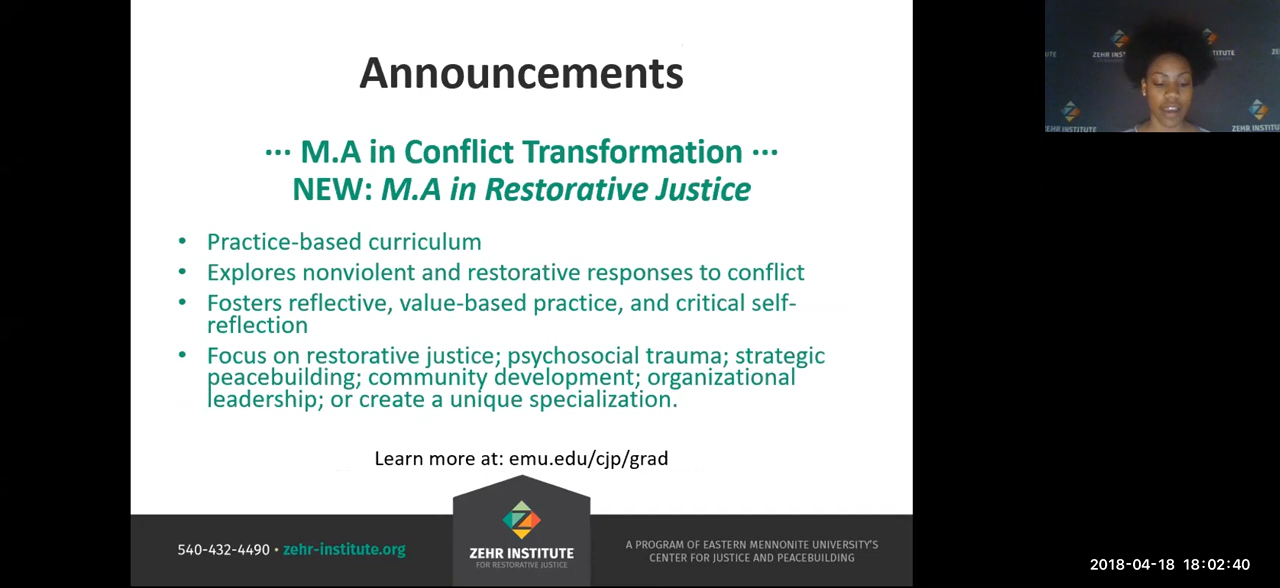 Announcements
··· M.A in Conflict Transformation ···
NEW: M.A in Restorative Justice
• Practice-based curriculum
• Explores nonviolent and restorative responses to conflict
• Fosters reflective, value-based practice, and critical self-
reflection
• Focus on restorative justice; psychosocial trauma; strategic
peacebuilding; community development; organizational
leadership; or create a unique specialization.
Learn more at: emu.edu/cjp/grad
540-432-4490 • zehr-institute.org
ZEHR INSTITUTE
FOR RESTORATIVE JUSTICE
A PROGRAM OF EASTERN MENNONITE UNIVERSITY'S
CENTER FOR JUSTICE AND PEACEBUILDING
ZEHR INSTITUTE
ZEHR INSTITUTE
2018-04-18 18:02:40